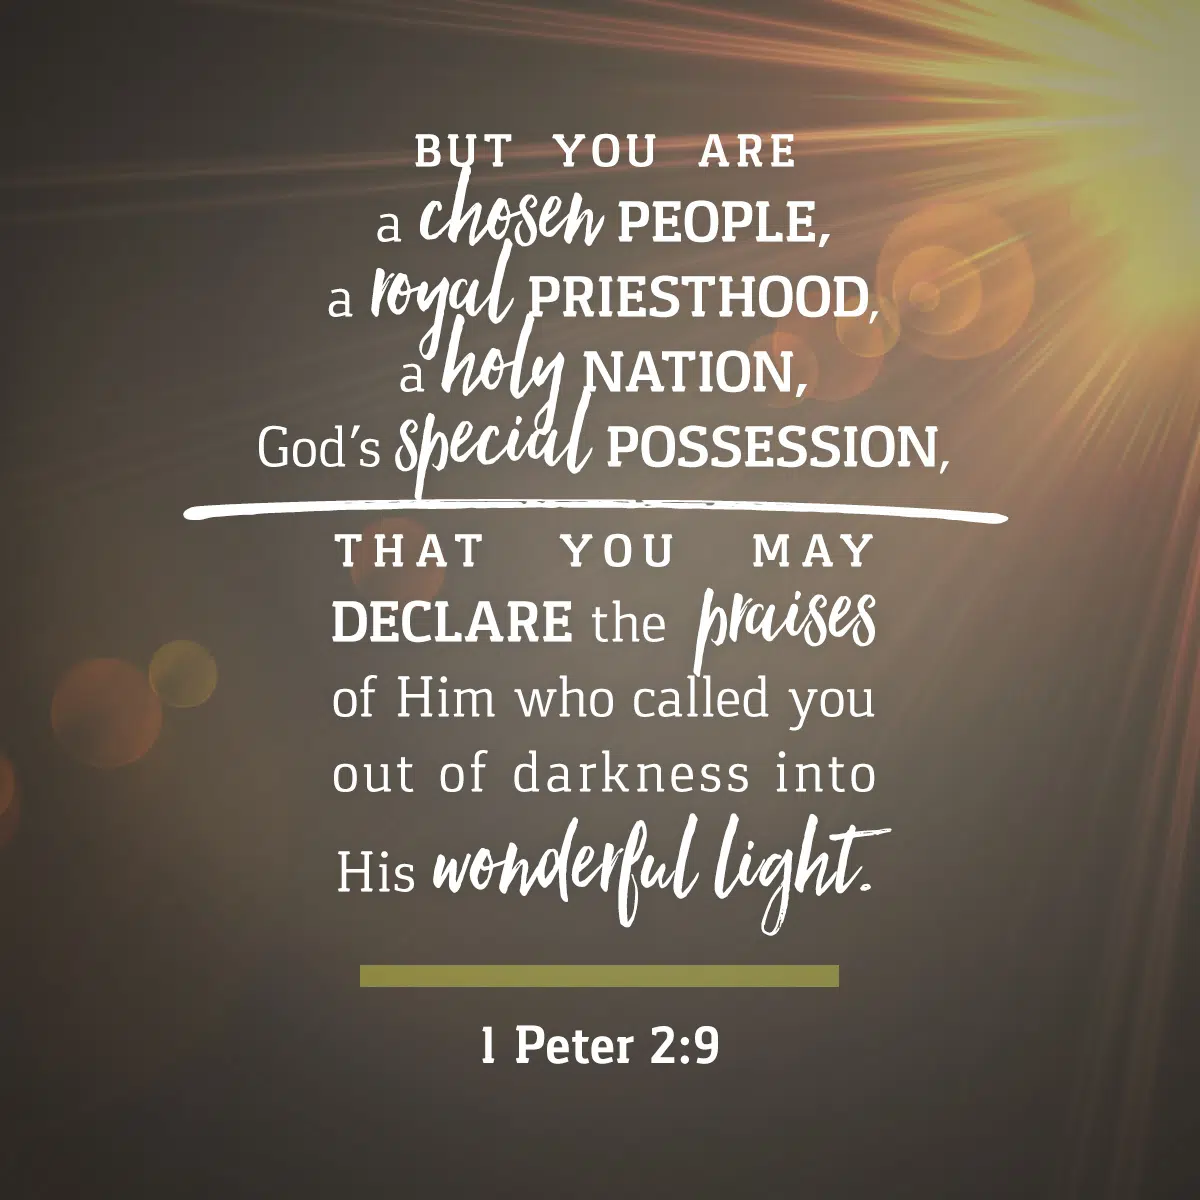 BUT YOU ARE
a chosen PEOPLE,
a royal PRIESTHOOD,
a holy NATION,
God's special POSSESSION,
THAT YOU MAY
DECLARE the praises
of Him who called you
out of darkness into
His wonderful light.
1 Peter 2:9